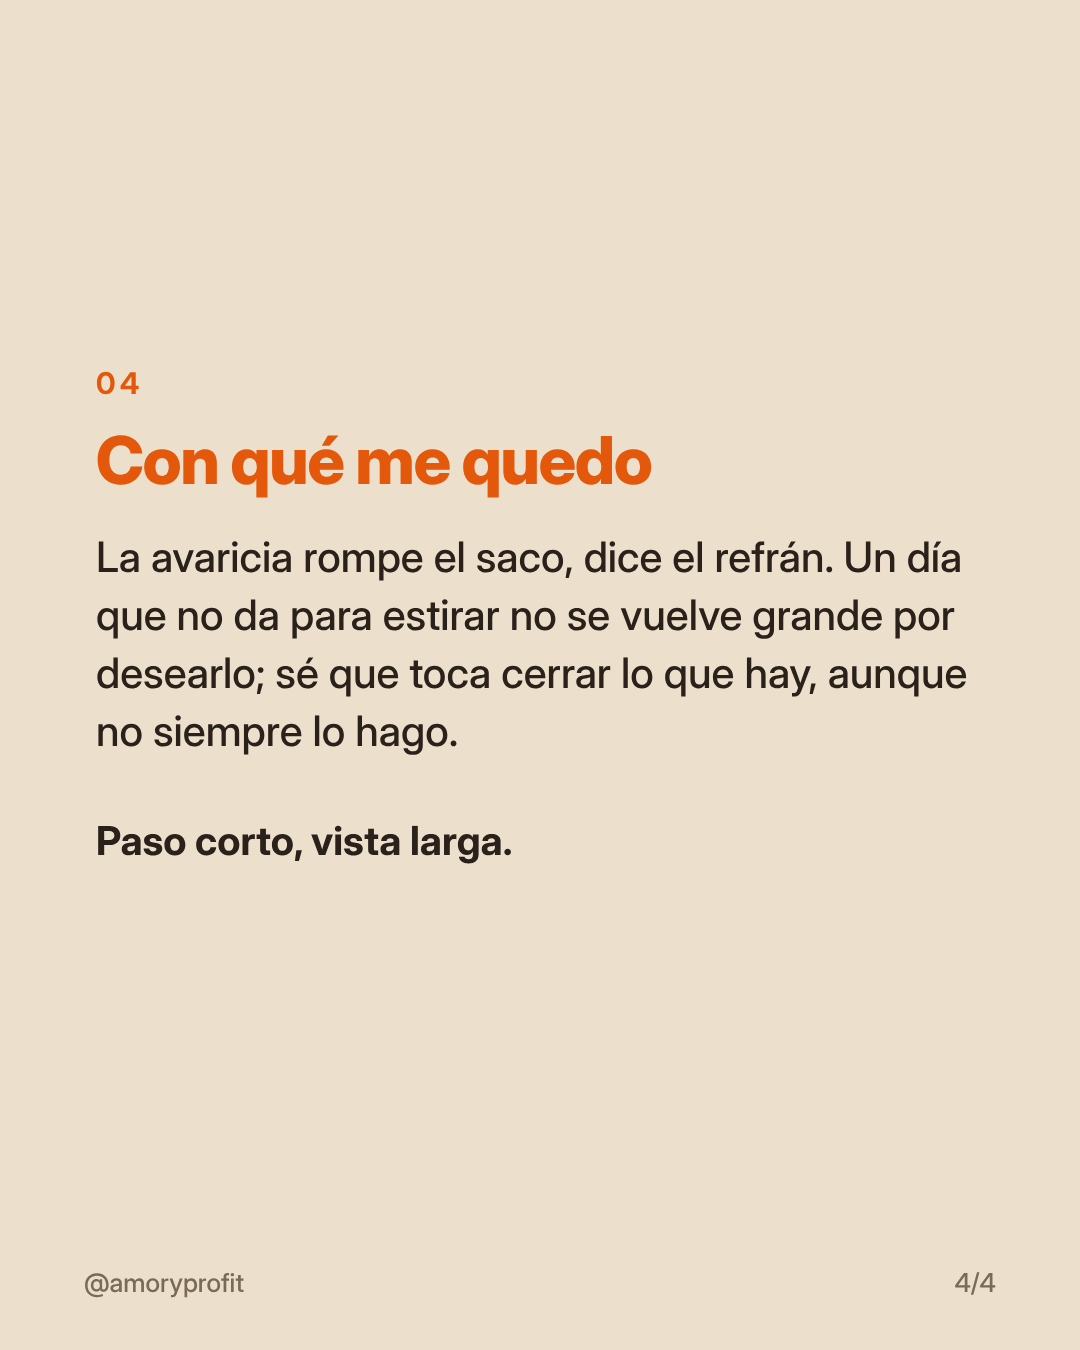 04
Con qué me quedo
La avaricia rompe el saco, dice el refrán. Un día
que no da para estirar no se vuelve grande por
desearlo; sé que toca cerrar lo que hay, aunque
no siempre lo hago.
Paso corto, vista larga.
@amoryprofit
4/4